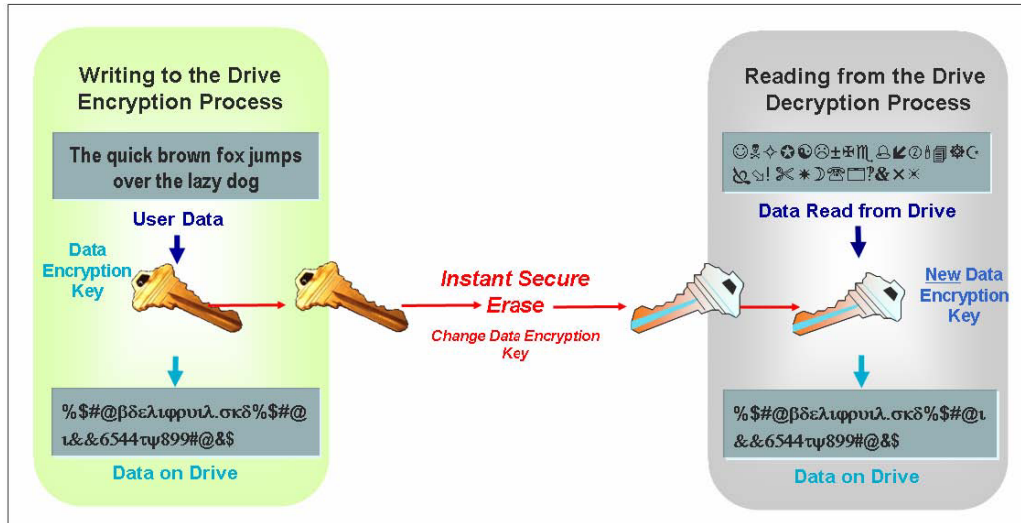 Writing to the Drive
Encryption Process
The quick brown fox jumps
over the lazy dog
User Data
Data
Encryption
Key
%$#@βδελιφρυιλ.σκδ%$#@
ι&&6544τψ899#@&$
Data on Drive
Instant Secure
Erase
Change Data Encryption
Key
Reading from the Drive
Decryption Process
Data Read from Drive
New Data
Encryption
Key
%$#@βδελιφρυιλ.σκδ%$#@ι
&&6544τψ899#@&$
Data on Drive